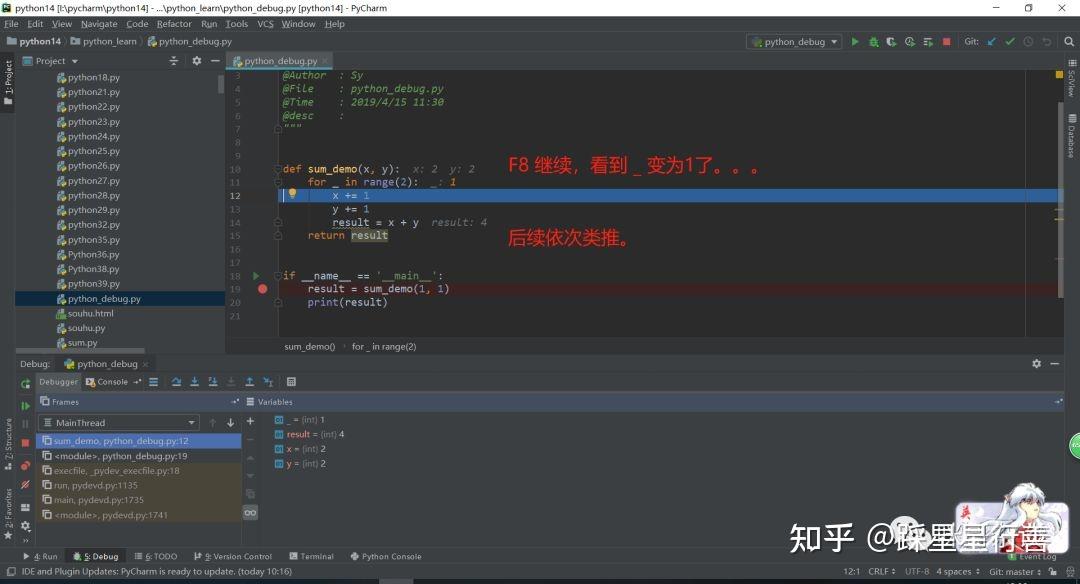 python14 [I:\pycharm\python14] - ...\python_learn\python_debug.py [python14] - PyCharm
File Edit View Navigate Code Refactor Run Tools VCS Window Help
python14 python_learn python_debug.py python_debug Git:
1: Project
Project
python_debug.py
SciView
Database
python18.py
python21.py
python22.py
python23.py
python24.py
python25.py
python26.py
python27.py
python28.py
python29.py
python32.py
python35.py
Python36.py
Python38.py
python39.py
python_debug.py
souhu.html
souhu.py
sum.py
3 @Author : Sy
4 @File : python_debug.py
5 @Time : 2019/4/15 11:30
6 @desc :
7 """
8
9
10 def sum_demo(x, y): x: 2 y: 2
11 for _ in range(2): _: 1
12 x += 1
13 y += 1
14 result = x + y result: 4
15 return result
16
17
18 if __name__ == '__main__':
19 result = sum_demo(1, 1)
20 print(result)
21
F8 继续，看到 _ 变为1了。。。
后续依次类推。
sum_demo() › for _ in range(2)
Debug: python_debug
Debugger Console
Frames
Variables
MainThread
sum_demo, python_debug.py:12
<module>, python_debug.py:19
execfile, _pydev_execfile.py:18
run, pydevd.py:1135
main, pydevd.py:1735
<module>, pydevd.py:1741
_ = {int} 1
result = {int} 4
x = {int} 2
y = {int} 2
Z: Structure
2: Favorites
英
知乎 @踩星星行善
4: Run 5: Debug 6: TODO 9: Version Control Terminal Python Console Event Log
IDE and Plugin Updates: PyCharm is ready to update. (today 10:16) 12:1 CRLF UTF-8 4 spaces Git: master